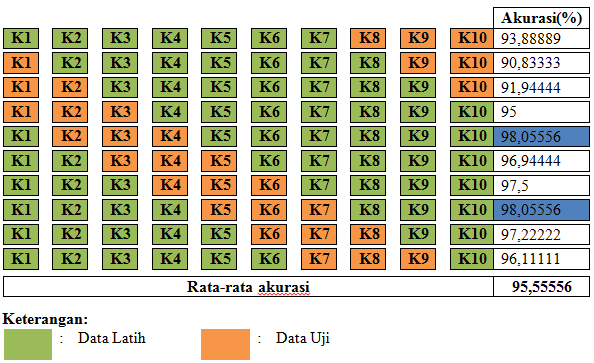 Akurasi(%)
K1 K2 K3 K4 K5 K6 K7 K8 K9 K10 93,88889
K1 K2 K3 K4 K5 K6 K7 K8 K9 K10 90,83333
K1 K2 K3 K4 K5 K6 K7 K8 K9 K10 91,94444
K1 K2 K3 K4 K5 K6 K7 K8 K9 K10 95
K1 K2 K3 K4 K5 K6 K7 K8 K9 K10 98,05556
K1 K2 K3 K4 K5 K6 K7 K8 K9 K10 96,94444
K1 K2 K3 K4 K5 K6 K7 K8 K9 K10 97,5
K1 K2 K3 K4 K5 K6 K7 K8 K9 K10 98,05556
K1 K2 K3 K4 K5 K6 K7 K8 K9 K10 97,22222
K1 K2 K3 K4 K5 K6 K7 K8 K9 K10 96,11111
Rata-rata akurasi 95,55556
Keterangan:
: Data Latih : Data Uji